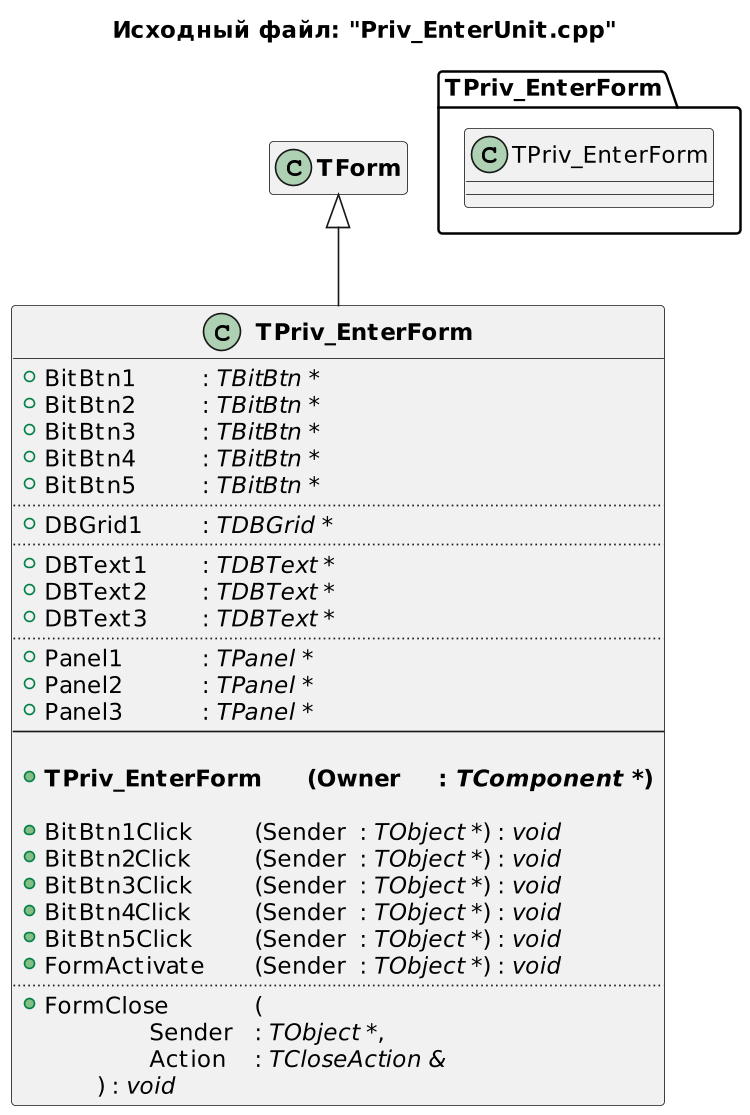 Исходный файл: "Priv_EnterUnit.cpp"
TPriv_EnterForm
C TForm
C TPriv_EnterForm
C TPriv_EnterForm
BitBtn1 : TBitBtn *
BitBtn2 : TBitBtn *
BitBtn3 : TBitBtn *
BitBtn4 : TBitBtn *
BitBtn5 : TBitBtn *
DBGrid1 : TDBGrid *
DBText1 : TDBText *
DBText2 : TDBText *
DBText3 : TDBText *
Panel1 : TPanel *
Panel2 : TPanel *
Panel3 : TPanel *
TPriv_EnterForm (Owner : TComponent *)
BitBtn1Click (Sender : TObject *) : void
BitBtn2Click (Sender : TObject *) : void
BitBtn3Click (Sender : TObject *) : void
BitBtn4Click (Sender : TObject *) : void
BitBtn5Click (Sender : TObject *) : void
FormActivate (Sender : TObject *) : void
FormClose (
Sender : TObject *,
Action : TCloseAction &
) : void